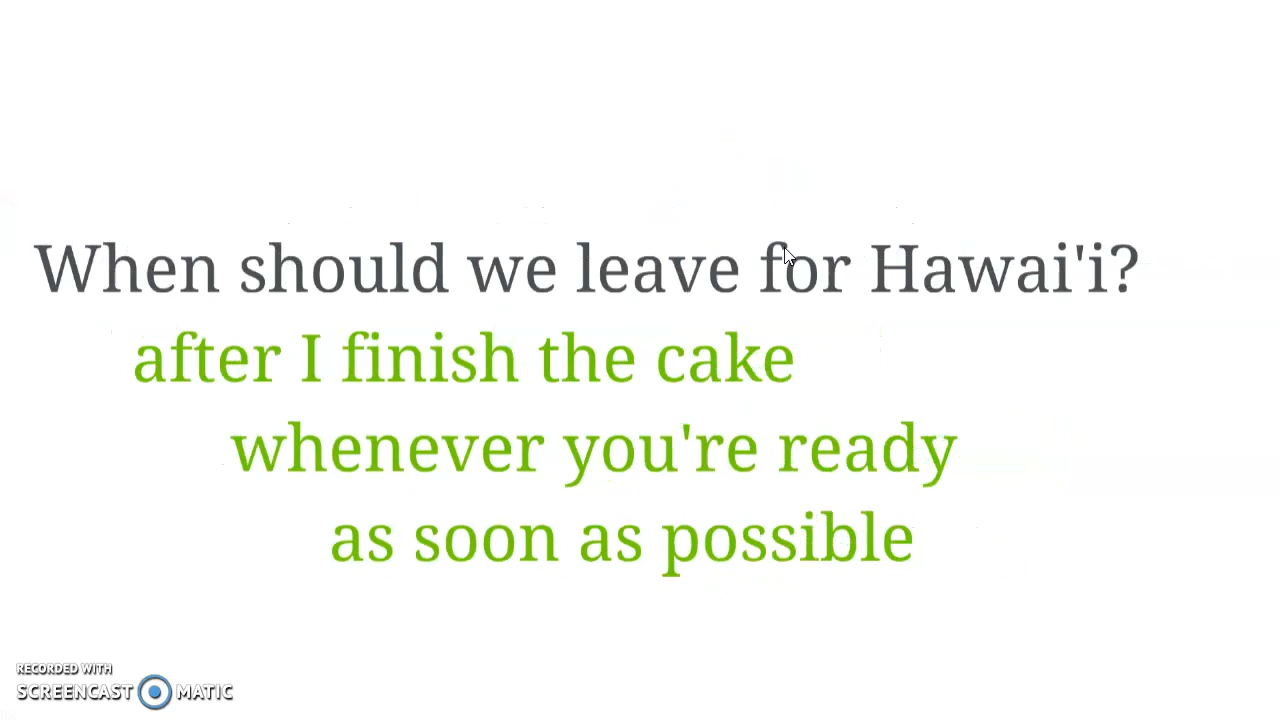 When should we leave for Hawai'i?
after I finish the cake
whenever you're ready
as soon as possible
RECORDED WITH
SCREENCAST MATIC